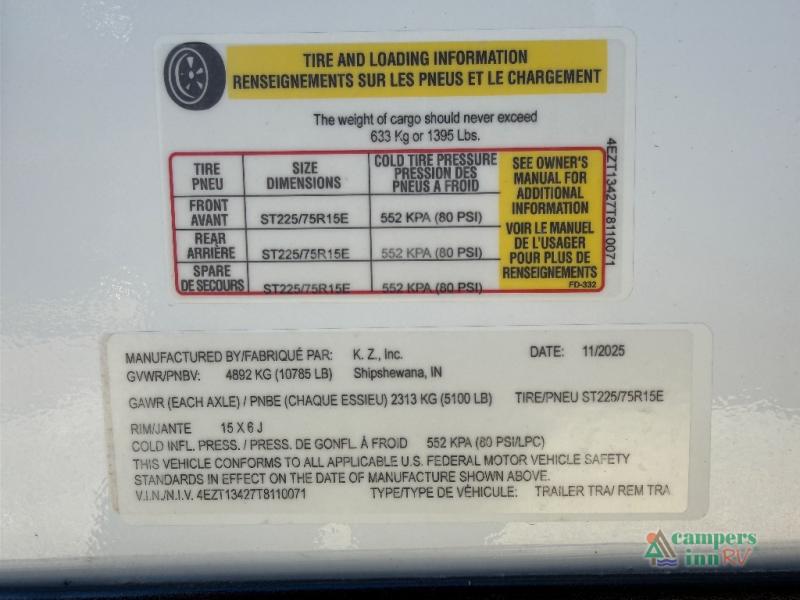 TIRE AND LOADING INFORMATION
RENSEIGNEMENTS SUR LES PNEUS ET LE CHARGEMENT
The weight of cargo should never exceed
633 Kg or 1395 Lbs.
TIRE
PNEU
SIZE
DIMENSIONS
COLD TIRE PRESSURE
PRESSION DES
PNEUS A FROID
FRONT
AVANT
ST225/75R15E
552 KPA (80 PSI)
REAR
ARRIÈRE
ST225/75R15E
552 KPA (80 PSI)
SPARE
DE SECOURS
ST225/75R15E
552 KPA (80 PSI)
SEE OWNER'S
MANUAL FOR
ADDITIONAL
INFORMATION
VOIR LE MANUEL
DE L'USAGER
POUR PLUS DE
RENSEIGNEMENTS
FD-332
4EZT13427T8110071
MANUFACTURED BY/FABRIQUÉ PAR: K. Z., Inc. DATE: 11/2025
GVWR/PNBV: 4892 KG (10785 LB) Shipshewana, IN
GAWR (EACH AXLE) / PNBE (CHAQUE ESSIEU) 2313 KG (5100 LB) TIRE/PNEU ST225/75R15E
RIM/JANTE 15 X 6 J
COLD INFL. PRESS. / PRESS. DE GONFL. À FROID 552 KPA (80 PSI/LPC)
THIS VEHICLE CONFORMS TO ALL APPLICABLE U.S. FEDERAL MOTOR VEHICLE SAFETY
STANDARDS IN EFFECT ON THE DATE OF MANUFACTURE SHOWN ABOVE.
V.I.N./N.I.V. 4EZT13427T8110071 TYPE/TYPE DE VÉHICULE: TRAILER TRA/ REM TRA
campers
inn RV